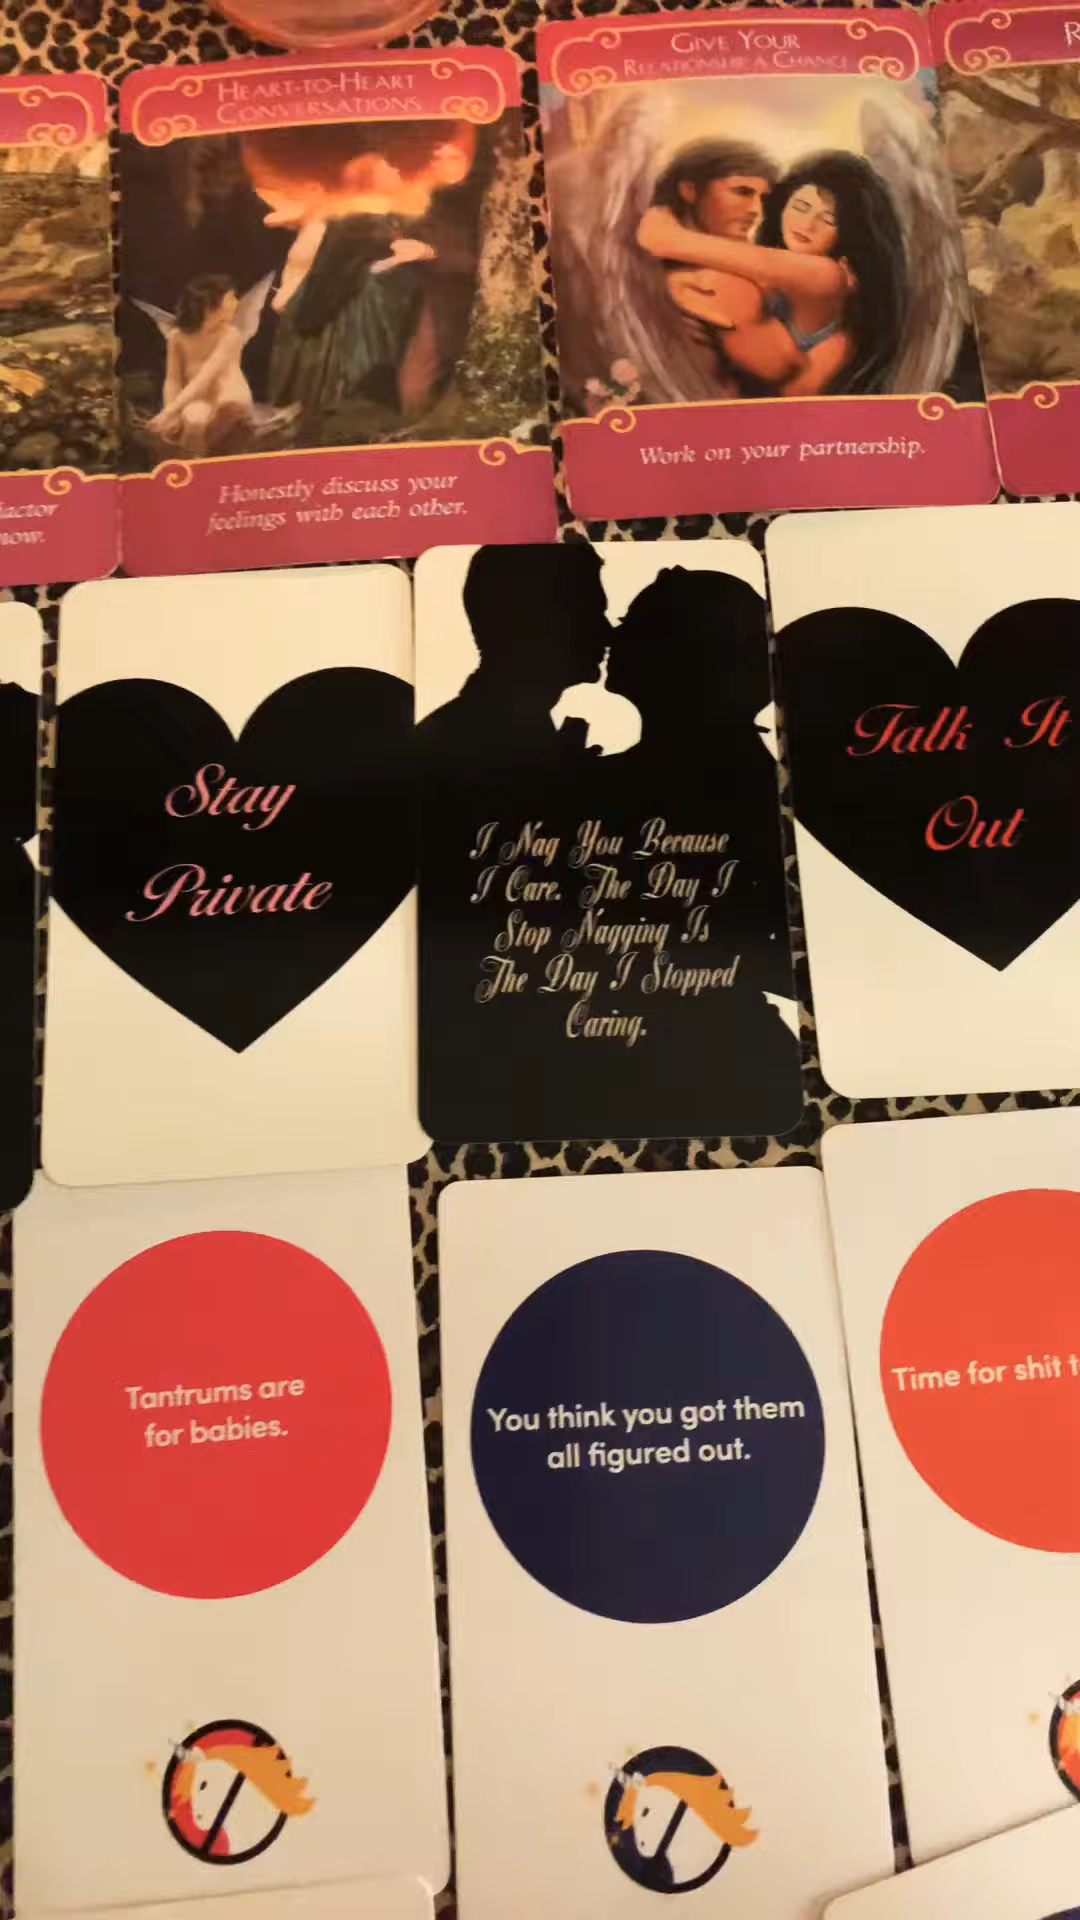 HEART-TO-HEART
CONVERSATIONS
GIVE YOUR
RELATIONSHIP A CHANCE
R
now.
Honestly discuss your
feelings with each other.
Work on your partnership.
Stay
Private
I Nag You Because
I Care. The Day I
Stop Nagging Is
The Day I Stopped
Caring.
Talk It
Out
Tantrums are
for babies.
You think you got them
all figured out.
Time for shit t